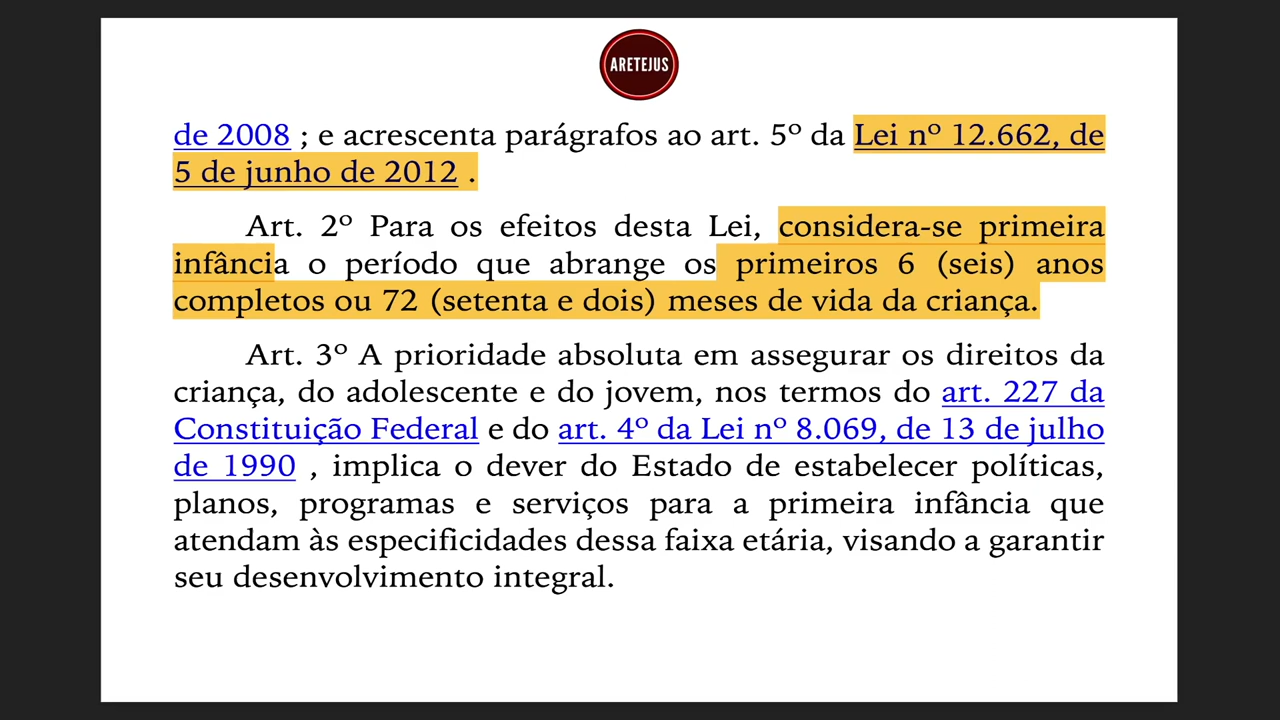 ARETEJUS
de 2008 ; e acrescenta parágrafos ao art. 5º da Lei nº 12.662, de
5 de junho de 2012 .
Art. 2º Para os efeitos desta Lei, considera-se primeira
infância o período que abrange os primeiros 6 (seis) anos
completos ou 72 (setenta e dois) meses de vida da criança.
Art. 3º A prioridade absoluta em assegurar os direitos da
criança, do adolescente e do jovem, nos termos do art. 227 da
Constituição Federal e do art. 4º da Lei nº 8.069, de 13 de julho
de 1990 , implica o dever do Estado de estabelecer políticas,
planos, programas e serviços para a primeira infância que
atendam às especificidades dessa faixa etária, visando a garantir
seu desenvolvimento integral.